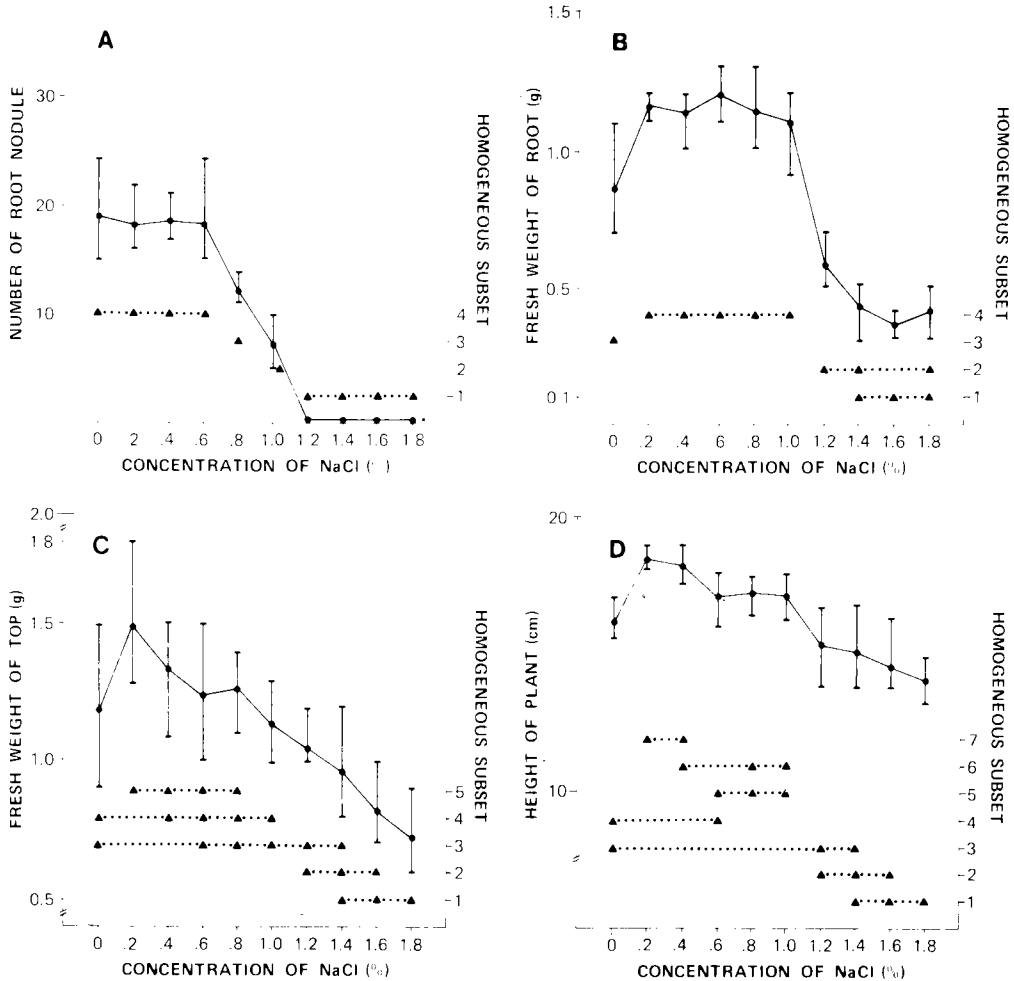 A
NUMBER OF ROOT NODULE
30
20
10
HOMOGENEOUS SUBSET
4
3
2
1
0 2 .4 .6 .8 1.0 1.2 1.4 1.6 1.8
CONCENTRATION OF NaCl ( )
B
FRESH WEIGHT OF ROOT (g)
1.5
1.0
0.5
0 1
HOMOGENEOUS SUBSET
4
3
2
1
0 .2 .4 6 .8 1.0 1.2 1.4 1.6 1.8
CONCENTRATION OF NaCl (%)
C
FRESH WEIGHT OF TOP (g)
2.0
1.8
1.5
1.0
0.5
HOMOGENEOUS SUBSET
5
4
3
2
1
0 .2 .4 .6 .8 1.0 1.2 1.4 1.6 1.8
CONCENTRATION OF NaCl (%)
D
HEIGHT OF PLANT (cm)
20
10
HOMOGENEOUS SUBSET
7
6
5
4
3
2
1
0 .2 .4 .6 .8 1.0 1.2 1.4 1.6 1.8
CONCENTRATION OF NaCl (%)